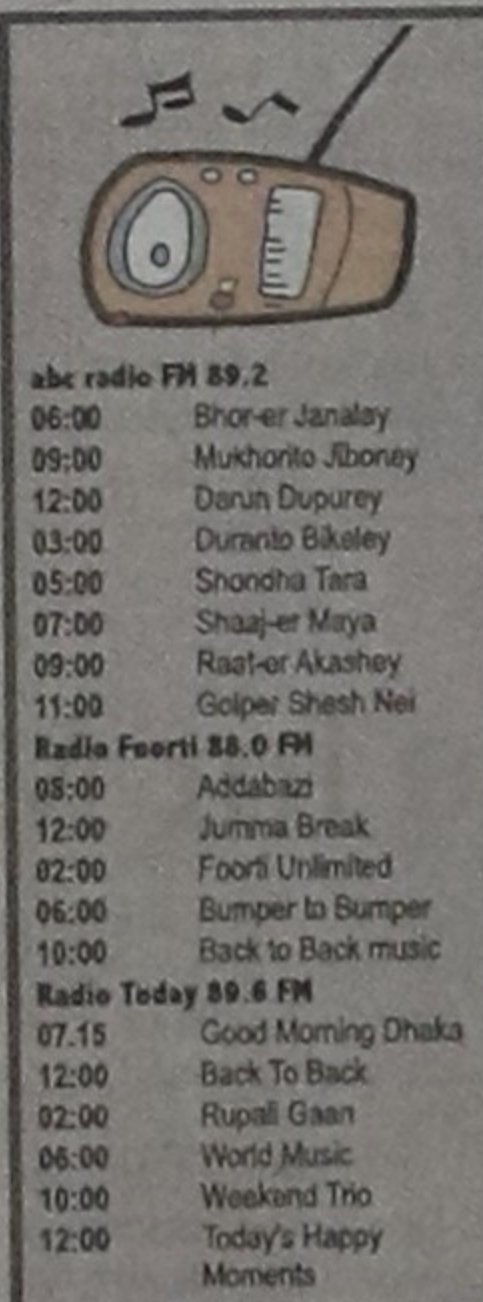 abc radio FM 89.2
06:00 Bhor-er Janalay
09:00 Mukhorito Jiboney
12:00 Darun Dupurey
03:00 Duranto Bikeley
05:00 Shondha Tara
07:00 Shaaj-er Maya
09:00 Raat-er Akashey
11:00 Golper Shesh Nei
Radio Foorti 88.0 FM
08:00 Addabazi
12:00 Jumma Break
02:00 Foorti Unlimited
06:00 Bumper to Bumper
10:00 Back to Back music
Radio Today 89.6 FM
07.15 Good Morning Dhaka
12:00 Back To Back
02:00 Rupali Gaan
06:00 World Music
10:00 Weekend Trio
12:00 Today's Happy
Moments